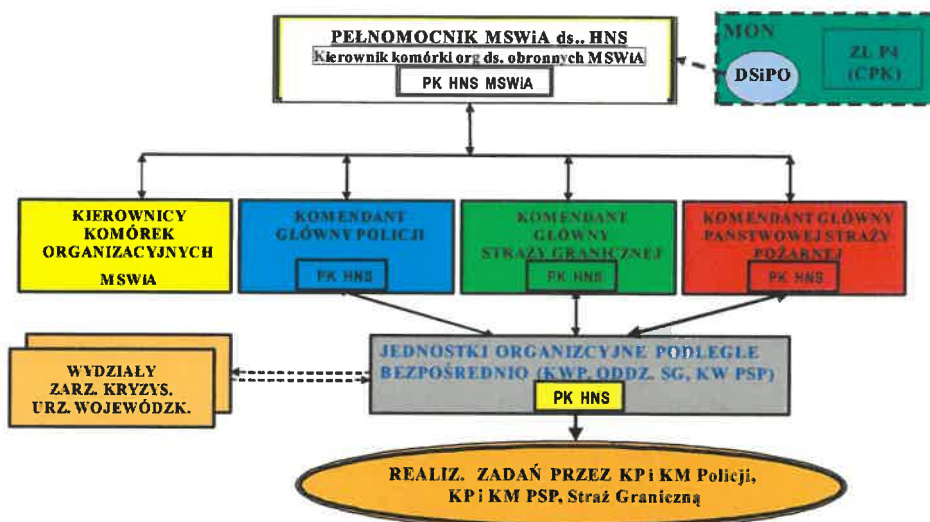 PEŁNOMOCNIK MSWiA ds.. HNS
Kierownik komórki org ds. obronnych MSWiA
PK HNS MSWiA
MON
ZŁ P4
(CPK)
DSiPO
KIEROWNICY
KOMÓREK
ORGANIZACYJNYCH
MSWiA
KOMENDANT
GŁÓWNY POLICJI
PK HNS
KOMENDANT
GŁÓWNY
STRAŻY GRANICZNEJ
PK HNS
KOMENDANT GŁÓWNY
PAŃSTWOWEJ STRAŻY
POŻARNEJ
PK HNS
WYDZIAŁY
ZARZ. KRYZYS.
URZ. WOJEWÓDZK.
JEDNOSTKI ORGANIZCYJNE PODLEGŁE
BEZPOŚREDNIO (KWP, ODDZ. SG, KW PSP)
PK HNS
REALIZ. ZADAŃ PRZEZ KP i KM Policji,
KP i KM PSP, Straż Graniczną